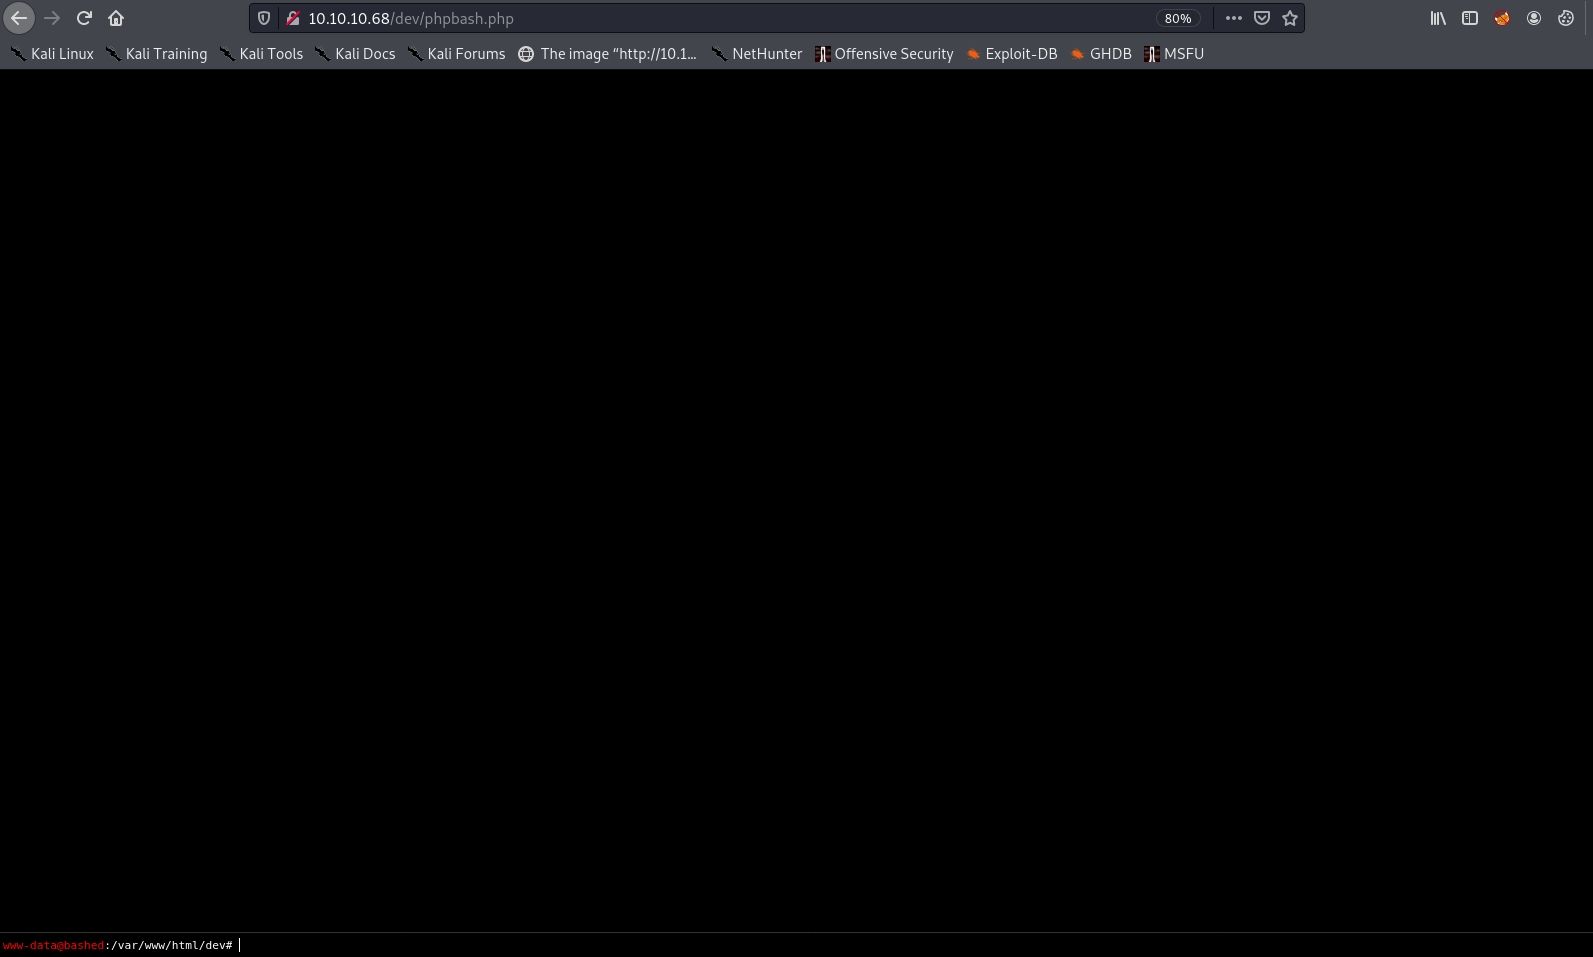 10.10.10.68/dev/phpbash.php 80%
Kali Linux Kali Training Kali Tools Kali Docs Kali Forums The image “http://10.1... NetHunter Offensive Security Exploit-DB GHDB MSFU
www-data@bashed:/var/www/html/dev#